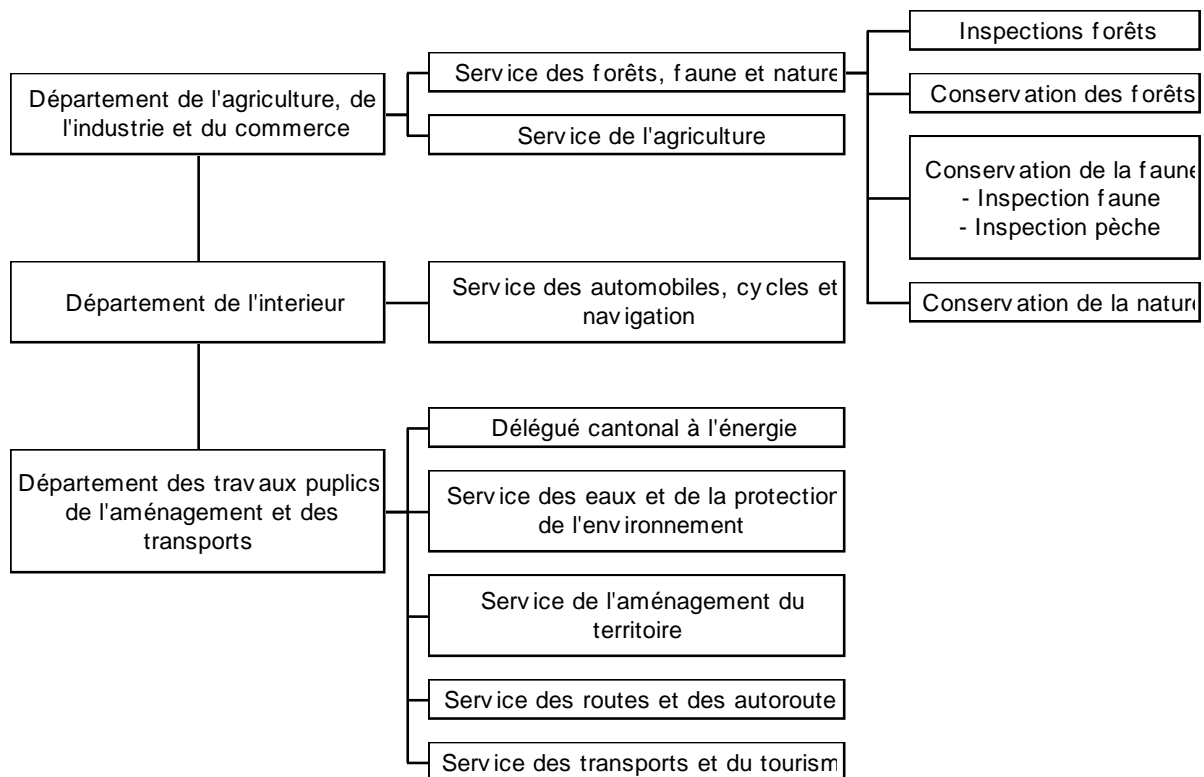 Inspections forêts
Service des forêts, faune et nature
Département de l'agriculture, de
l'industrie et du commerce
Conservation des forêts
Service de l'agriculture
Conservation de la faune
- Inspection faune
- Inspection pèche
Département de l'interieur
Service des automobiles, cycles et
navigation
Conservation de la nature
Délégué cantonal à l'énergie
Département des travaux puplics
de l'aménagement et des
transports
Service des eaux et de la protection
de l'environnement
Service de l'aménagement du
territoire
Service des routes et des autoroute
Service des transports et du tourism